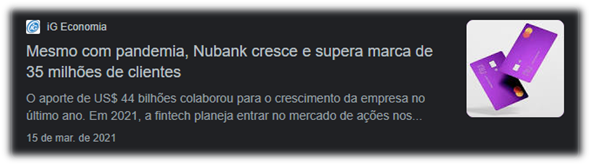 iG Economia
Mesmo com pandemia, Nubank cresce e supera marca de
35 milhões de clientes
O aporte de US$ 44 bilhões colaborou para o crescimento da empresa no
último ano. Em 2021, a fintech planeja entrar no mercado de ações nos...
15 de mar. de 2021